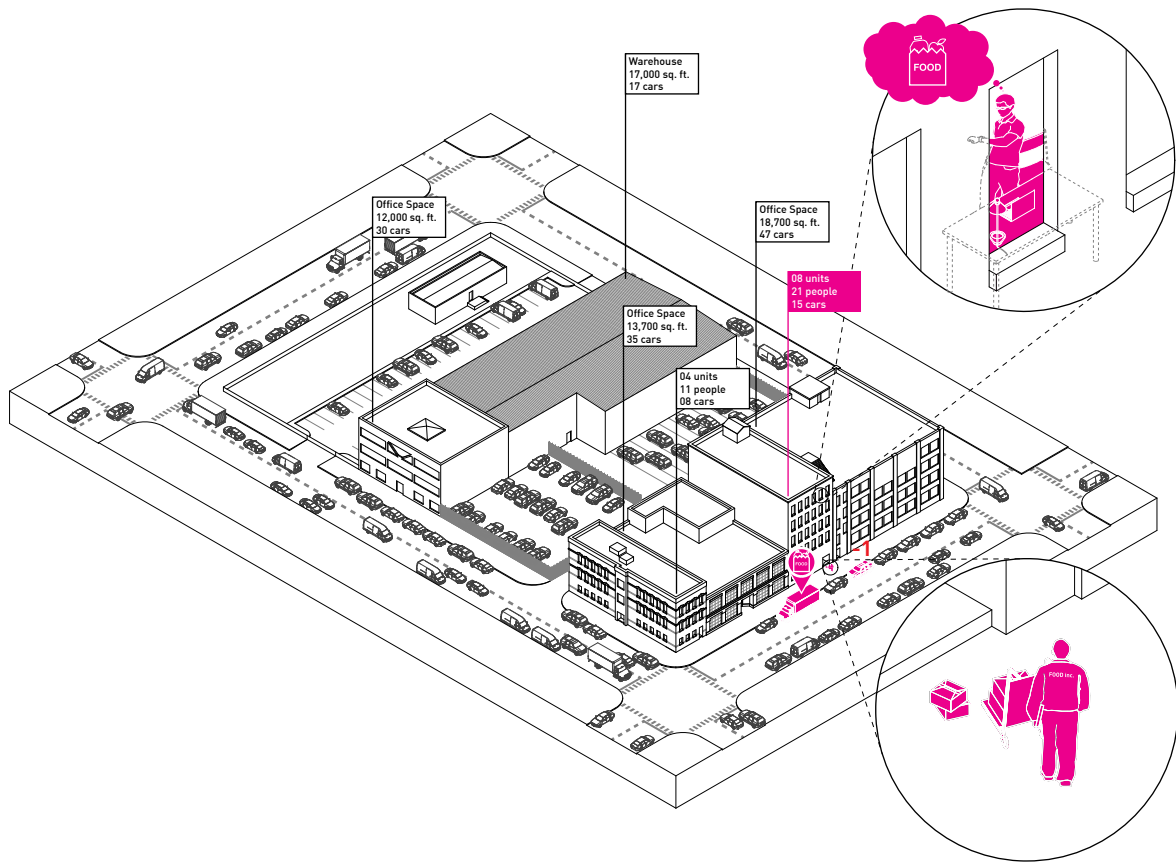 FOOD
Warehouse
17,000 sq. ft.
17 cars
Office Space
12,000 sq. ft.
30 cars
Office Space
18,700 sq. ft.
47 cars
08 units
21 people
15 cars
Office Space
13,700 sq. ft.
35 cars
04 units
11 people
08 cars
-1
FOOD
FOOD inc.